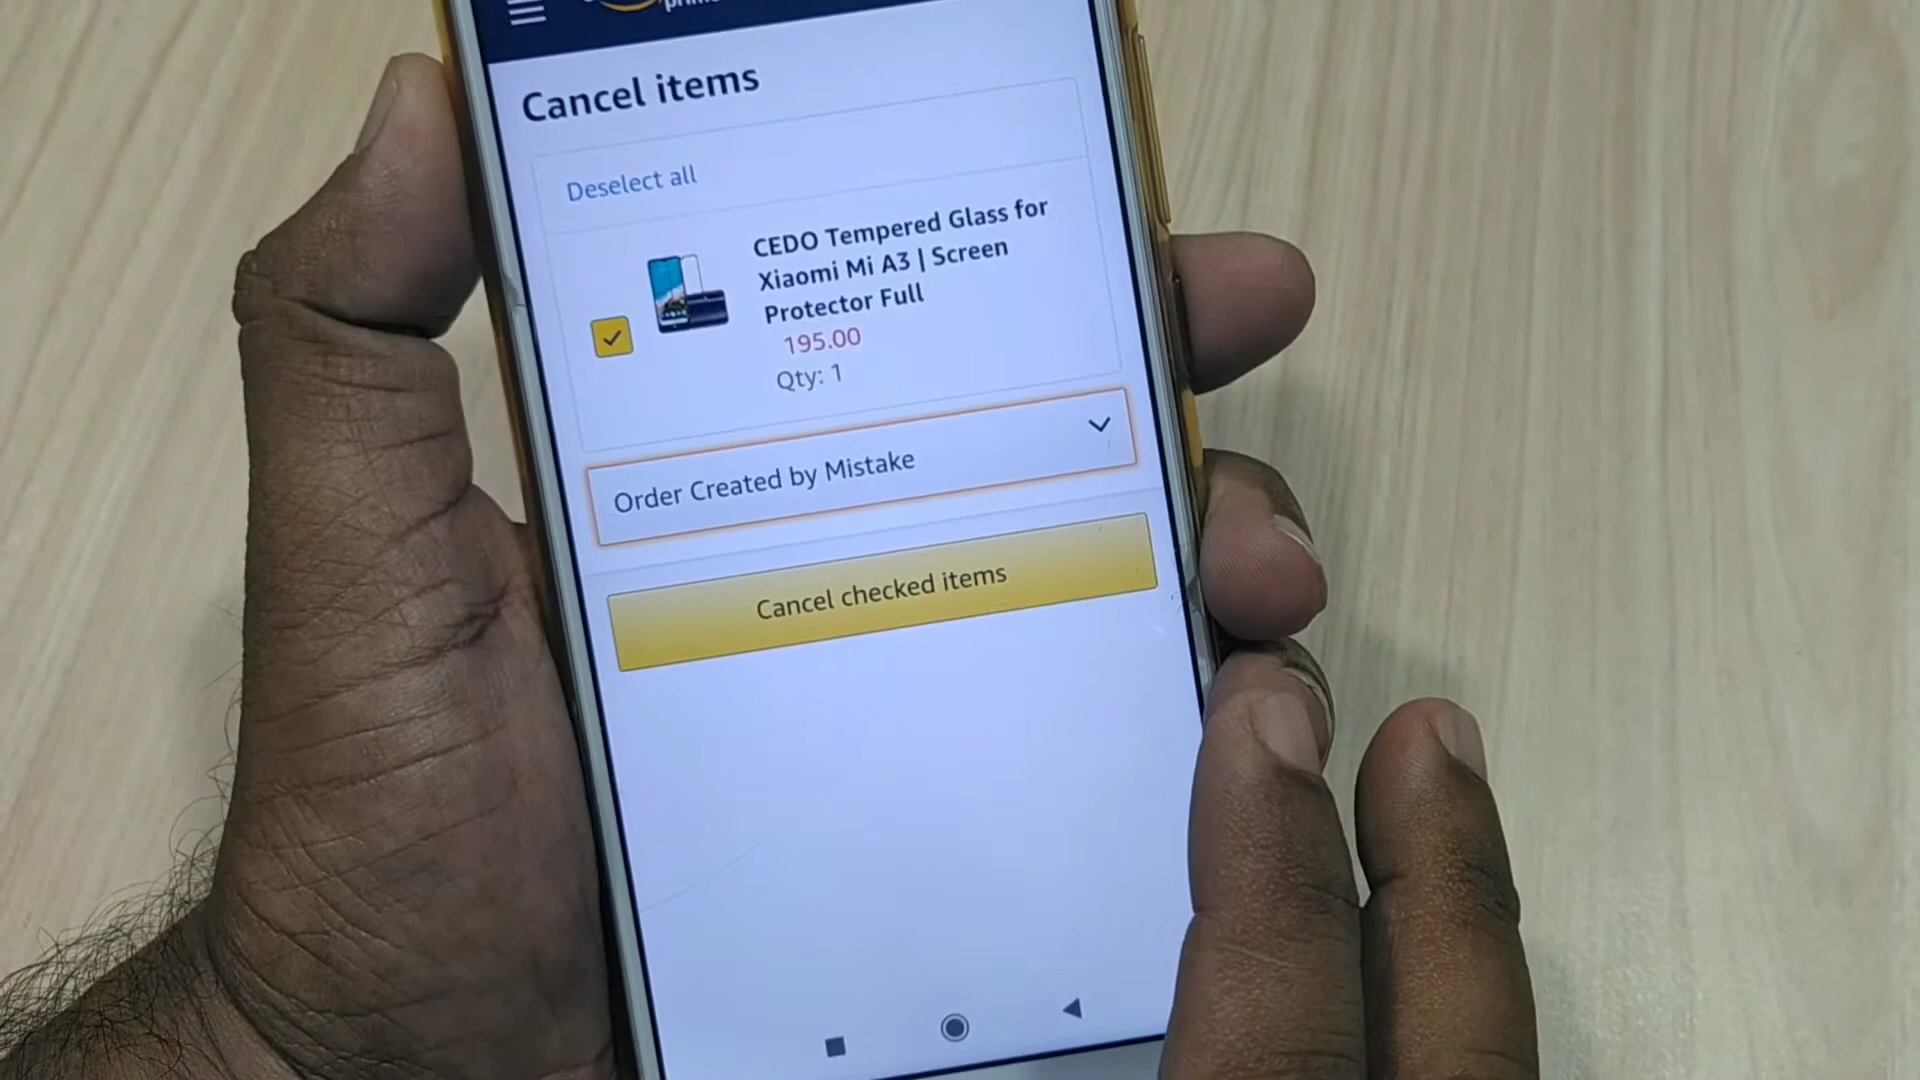 Cancel items
Deselect all
CEDO Tempered Glass for
Xiaomi Mi A3 | Screen
Protector Full
195.00
Qty: 1
Order Created by Mistake
Cancel checked items